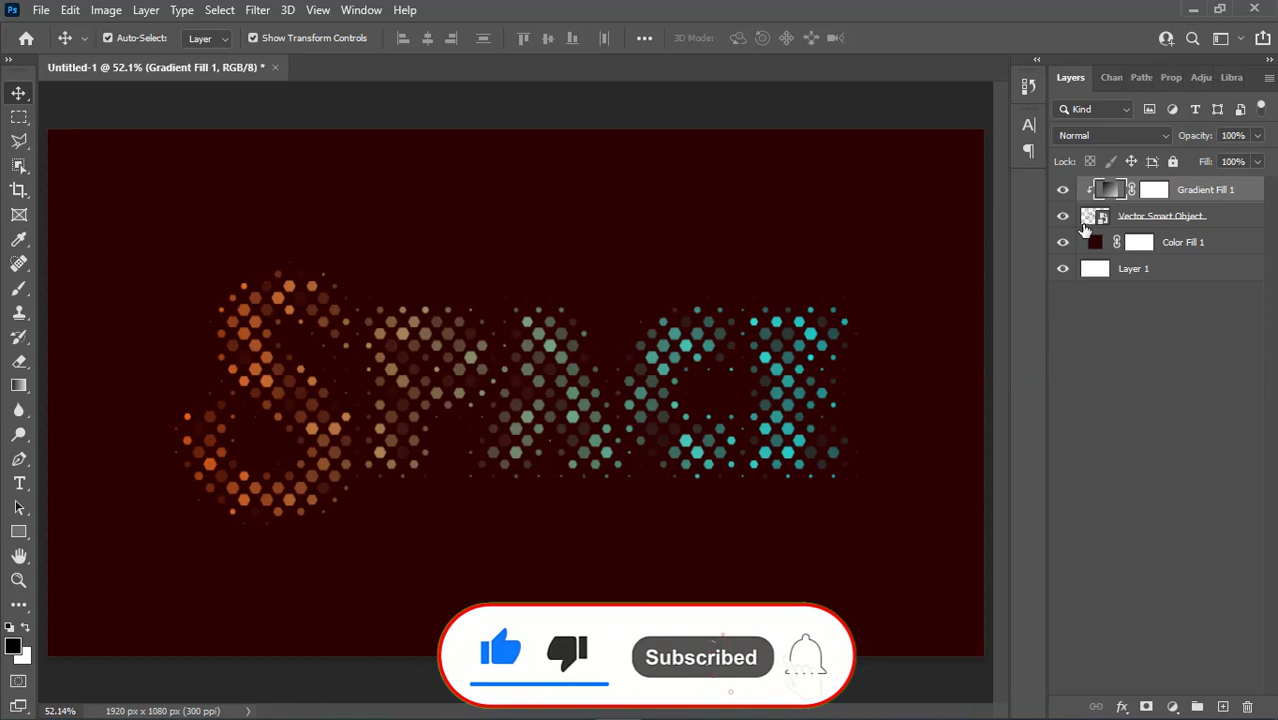 Ps File Edit Image Layer Type Select Filter 3D View Window Help
Auto-Select: Layer Show Transform Controls 3D Mode:
Untitled-1 @ 52.1% (Gradient Fill 1, RGB/8) *
Layers Chan Paths Prop Adju Libra
Kind
Normal Opacity: 100%
Lock: Fill: 100%
Gradient Fill 1
Vector Smart Object
Color Fill 1
Layer 1
SPACI
Subscribed
52.14% 1920 px x 1080 px (300 ppi)